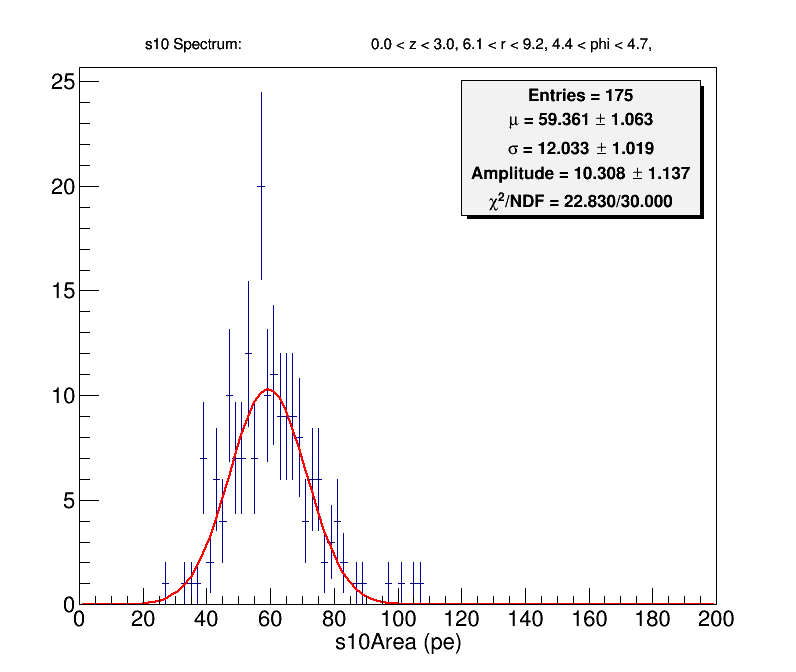 s10 Spectrum: 0.0 < z < 3.0, 6.1 < r < 9.2, 4.4 < phi < 4.7,
Entries = 175
μ = 59.361 ± 1.063
σ = 12.033 ± 1.019
Amplitude = 10.308 ± 1.137
χ²/NDF = 22.830/30.000
25
20
15
10
5
0
0 20 40 60 80 100 120 140 160 180 200
s10Area (pe)